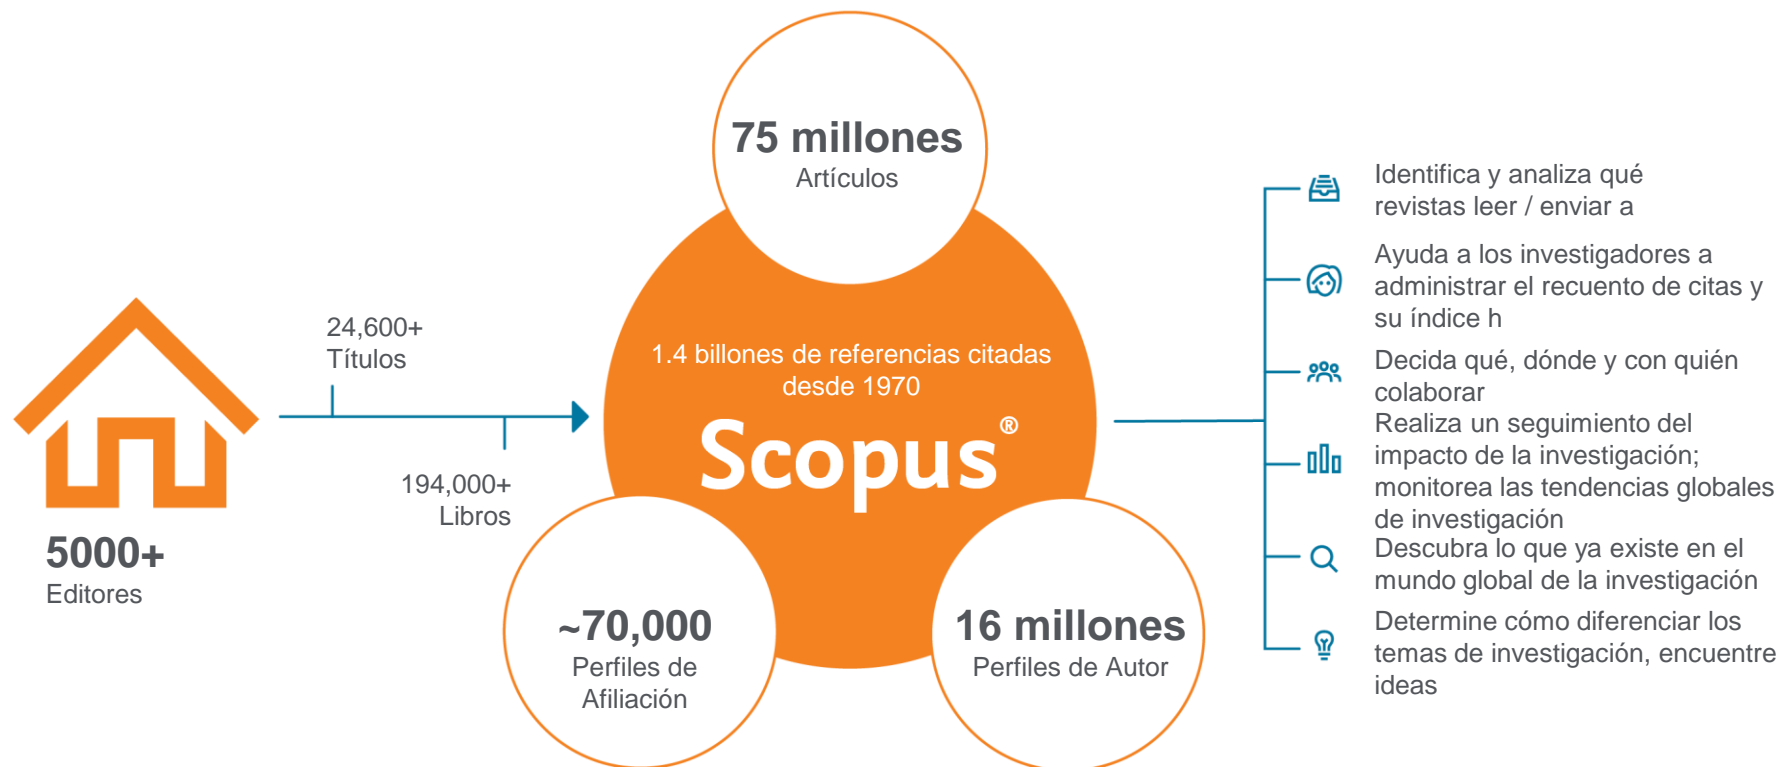 5000+
Editores
24,600+
Títulos
194,000+
Libros
75 millones
Artículos
1.4 billones de referencias citadas
desde 1970
Scopus®
~70,000
Perfiles de
Afiliación
16 millones
Perfiles de Autor
Identifica y analiza qué
revistas leer / enviar a
Ayuda a los investigadores a
administrar el recuento de citas y
su índice h
Decida qué, dónde y con quién
colaborar
Realiza un seguimiento del
impacto de la investigación;
monitorea las tendencias globales
de investigación
Descubra lo que ya existe en el
mundo global de la investigación
Determine cómo diferenciar los
temas de investigación, encuentre
ideas